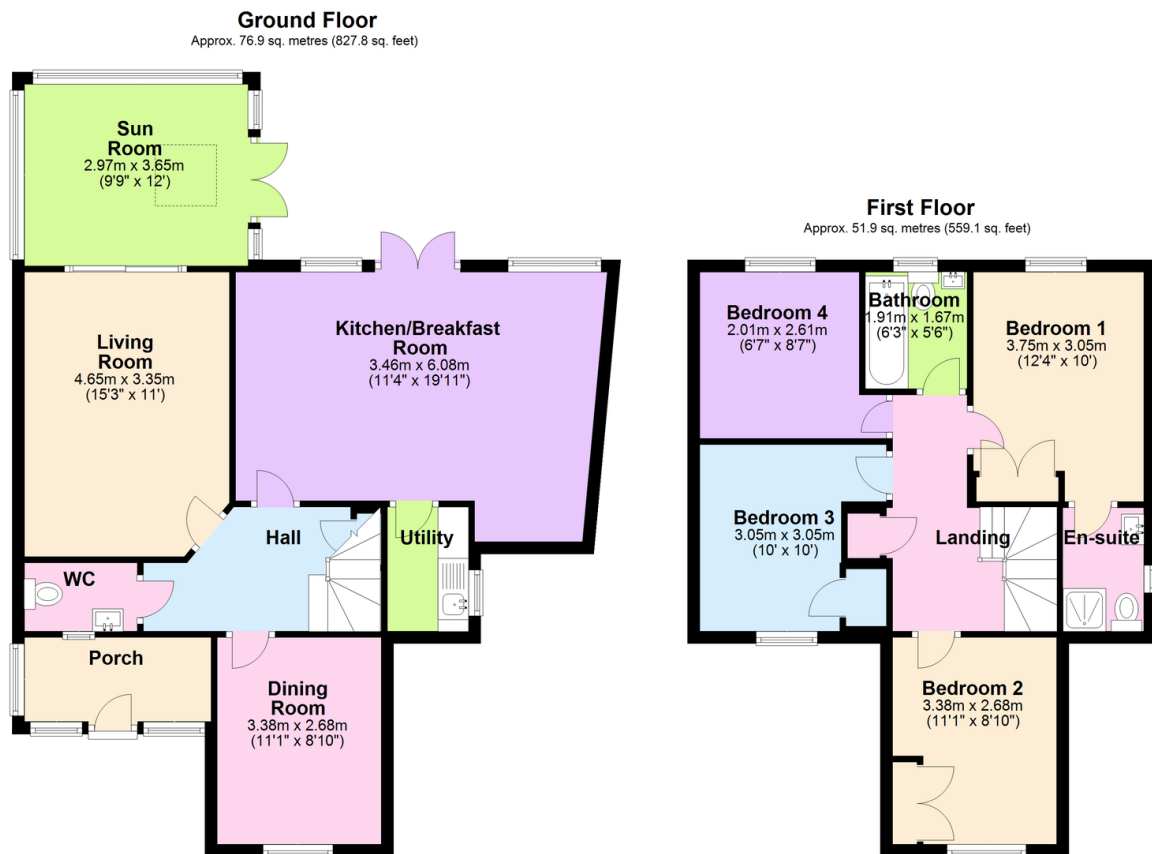 Ground Floor
Approx. 76.9 sq. metres (827.8 sq. feet)
Sun
Room
2.97m x 3.65m
(9'9" x 12')
Living
Room
4.65m x 3.35m
(15'3" x 11')
Kitchen/Breakfast
Room
3.46m x 6.08m
(11'4" x 19'11")
Hall
Utility
WC
Porch
Dining
Room
3.38m x 2.68m
(11'1" x 8'10")
First Floor
Approx. 51.9 sq. metres (559.1 sq. feet)
Bedroom 4
2.01m x 2.61m
(6'7" x 8'7")
Bathroom
1.91m x 1.67m
(6'3" x 5'6")
Bedroom 1
3.75m x 3.05m
(12'4" x 10')
Bedroom 3
3.05m x 3.05m
(10' x 10')
Landing
En-suite
Bedroom 2
3.38m x 2.68m
(11'1" x 8'10")